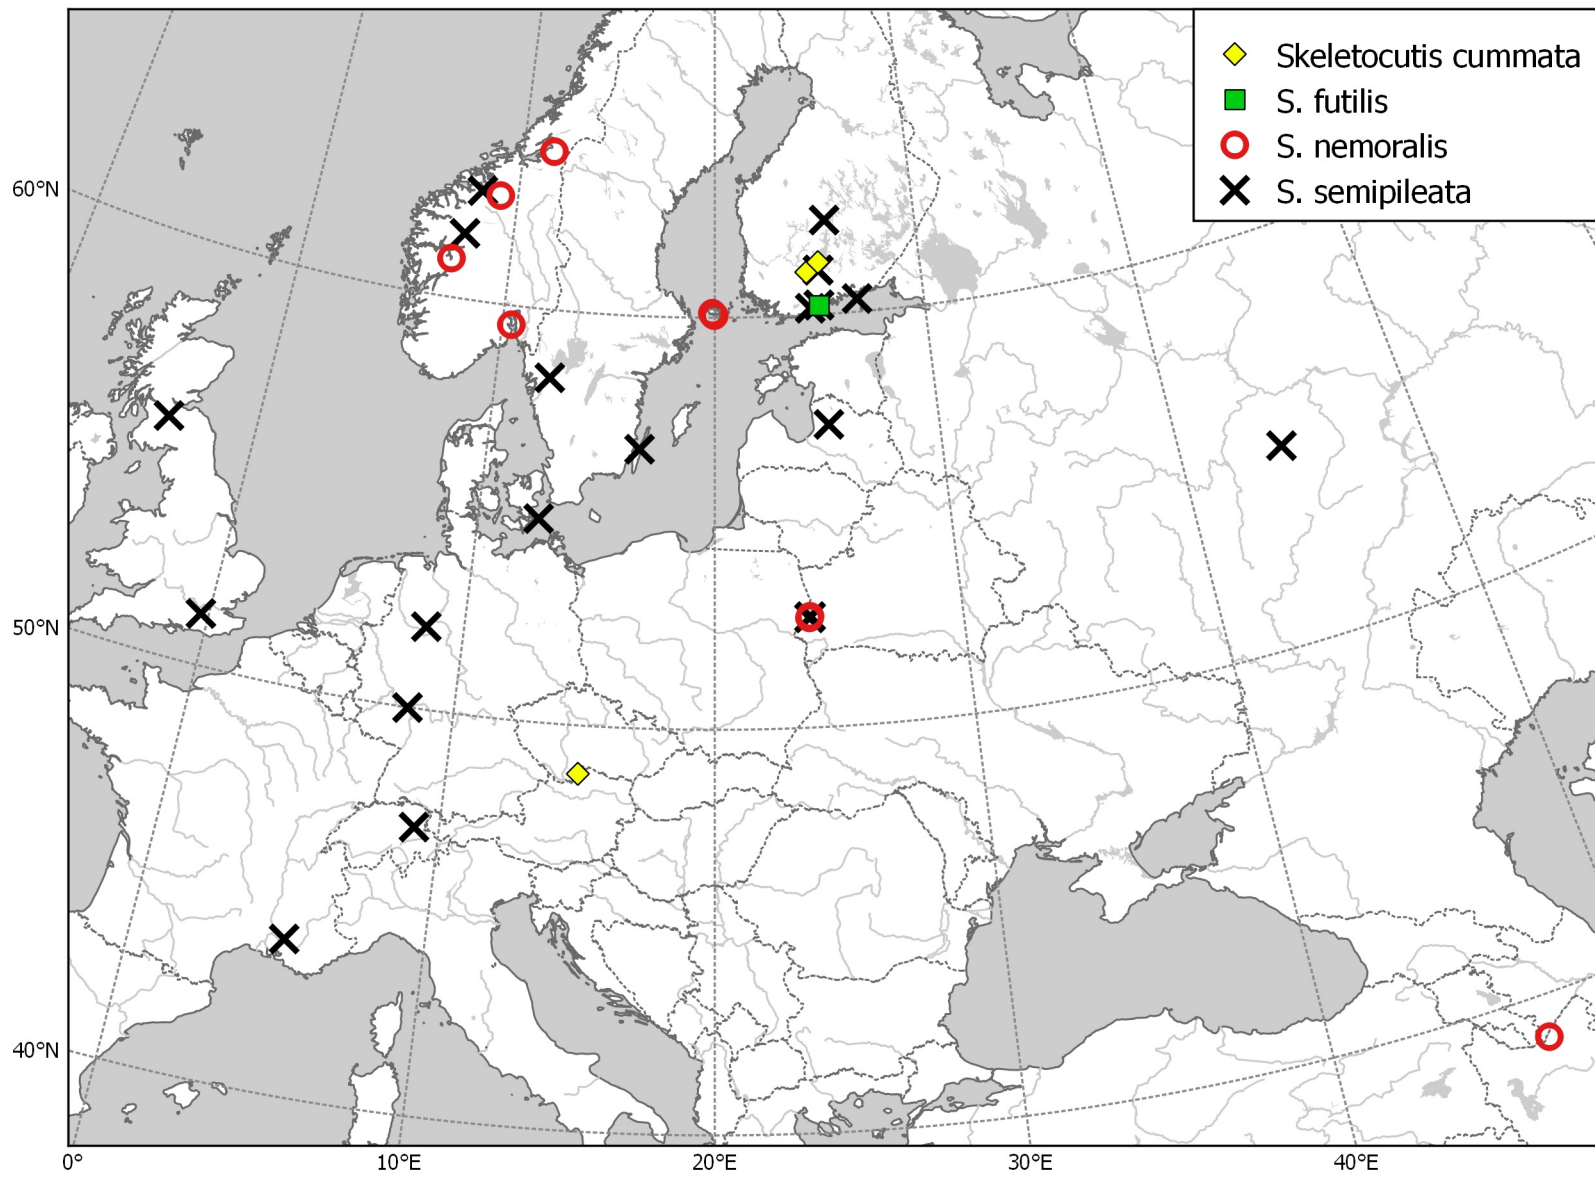 Skeletocutis cummata
S. futilis
S. nemoralis
S. semipileata
60°N
50°N
40°N
0°
10°E
20°E
30°E
40°E